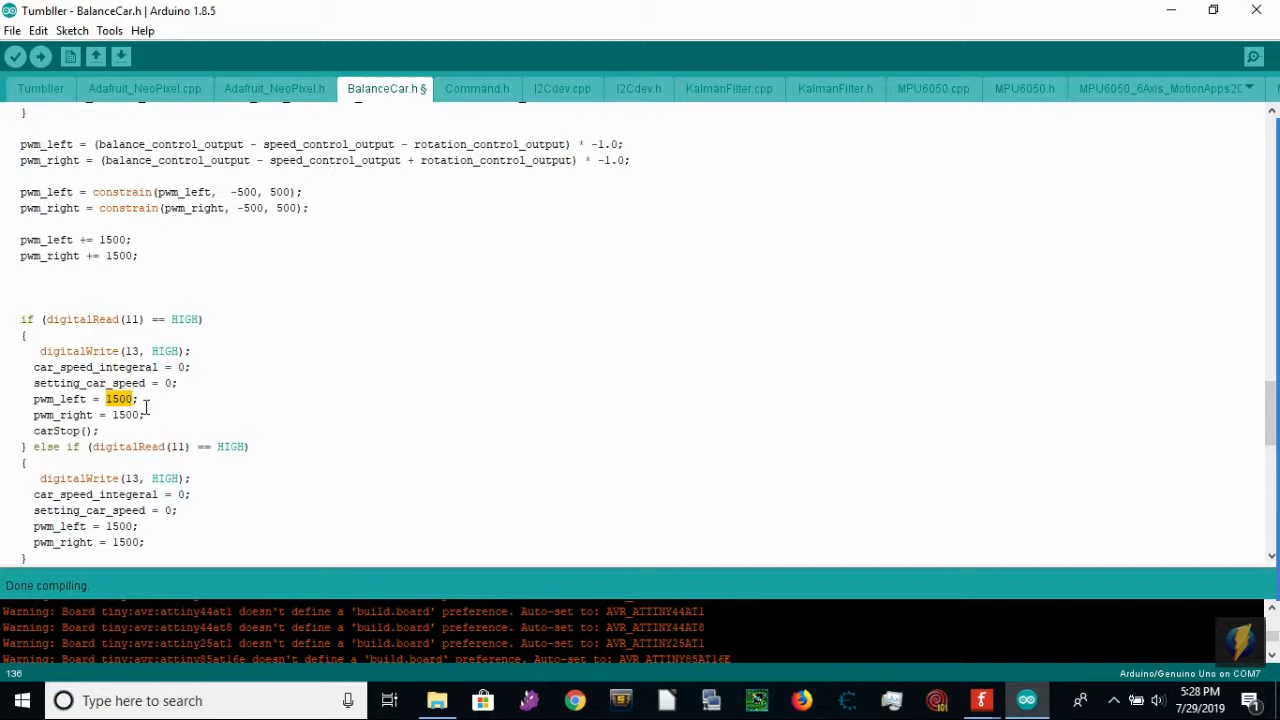 Tumbller - BalanceCar.h | Arduino 1.8.5
File Edit Sketch Tools Help
Tumbller Adafruit_NeoPixel.cpp Adafruit_NeoPixel.h BalanceCar.h § Command.h I2Cdev.cpp I2Cdev.h KalmanFilter.cpp KalmanFilter.h MPU6050.cpp MPU6050.h MPU6050_6Axis_MotionApps20
}
pwm_left = (balance_control_output - speed_control_output - rotation_control_output) * -1.0;
pwm_right = (balance_control_output - speed_control_output + rotation_control_output) * -1.0;
pwm_left = constrain(pwm_left, -500, 500);
pwm_right = constrain(pwm_right, -500, 500);
pwm_left += 1500;
pwm_right += 1500;
if (digitalRead(11) == HIGH)
{
digitalWrite(13, HIGH);
car_speed_integeral = 0;
setting_car_speed = 0;
pwm_left = 1500;
pwm_right = 1500;
carStop();
} else if (digitalRead(11) == HIGH)
{
digitalWrite(13, HIGH);
car_speed_integeral = 0;
setting_car_speed = 0;
pwm_left = 1500;
pwm_right = 1500;
}
Done compiling.
Warning: Board tiny:avr:attiny44at1 doesn't define a 'build.board' preference. Auto-set to: AVR_ATTINY44AT1
Warning: Board tiny:avr:attiny44at8 doesn't define a 'build.board' preference. Auto-set to: AVR_ATTINY44AT8
Warning: Board tiny:avr:attiny25at1 doesn't define a 'build.board' preference. Auto-set to: AVR_ATTINY25AT1
Warning: Board tiny:avr:attiny85at16e doesn't define a 'build.board' preference. Auto-set to: AVR_ATTINY85AT16E
136 Arduino/Genuino Uno on COM7
Type here to search
101
5:28 PM
7/29/2019
1